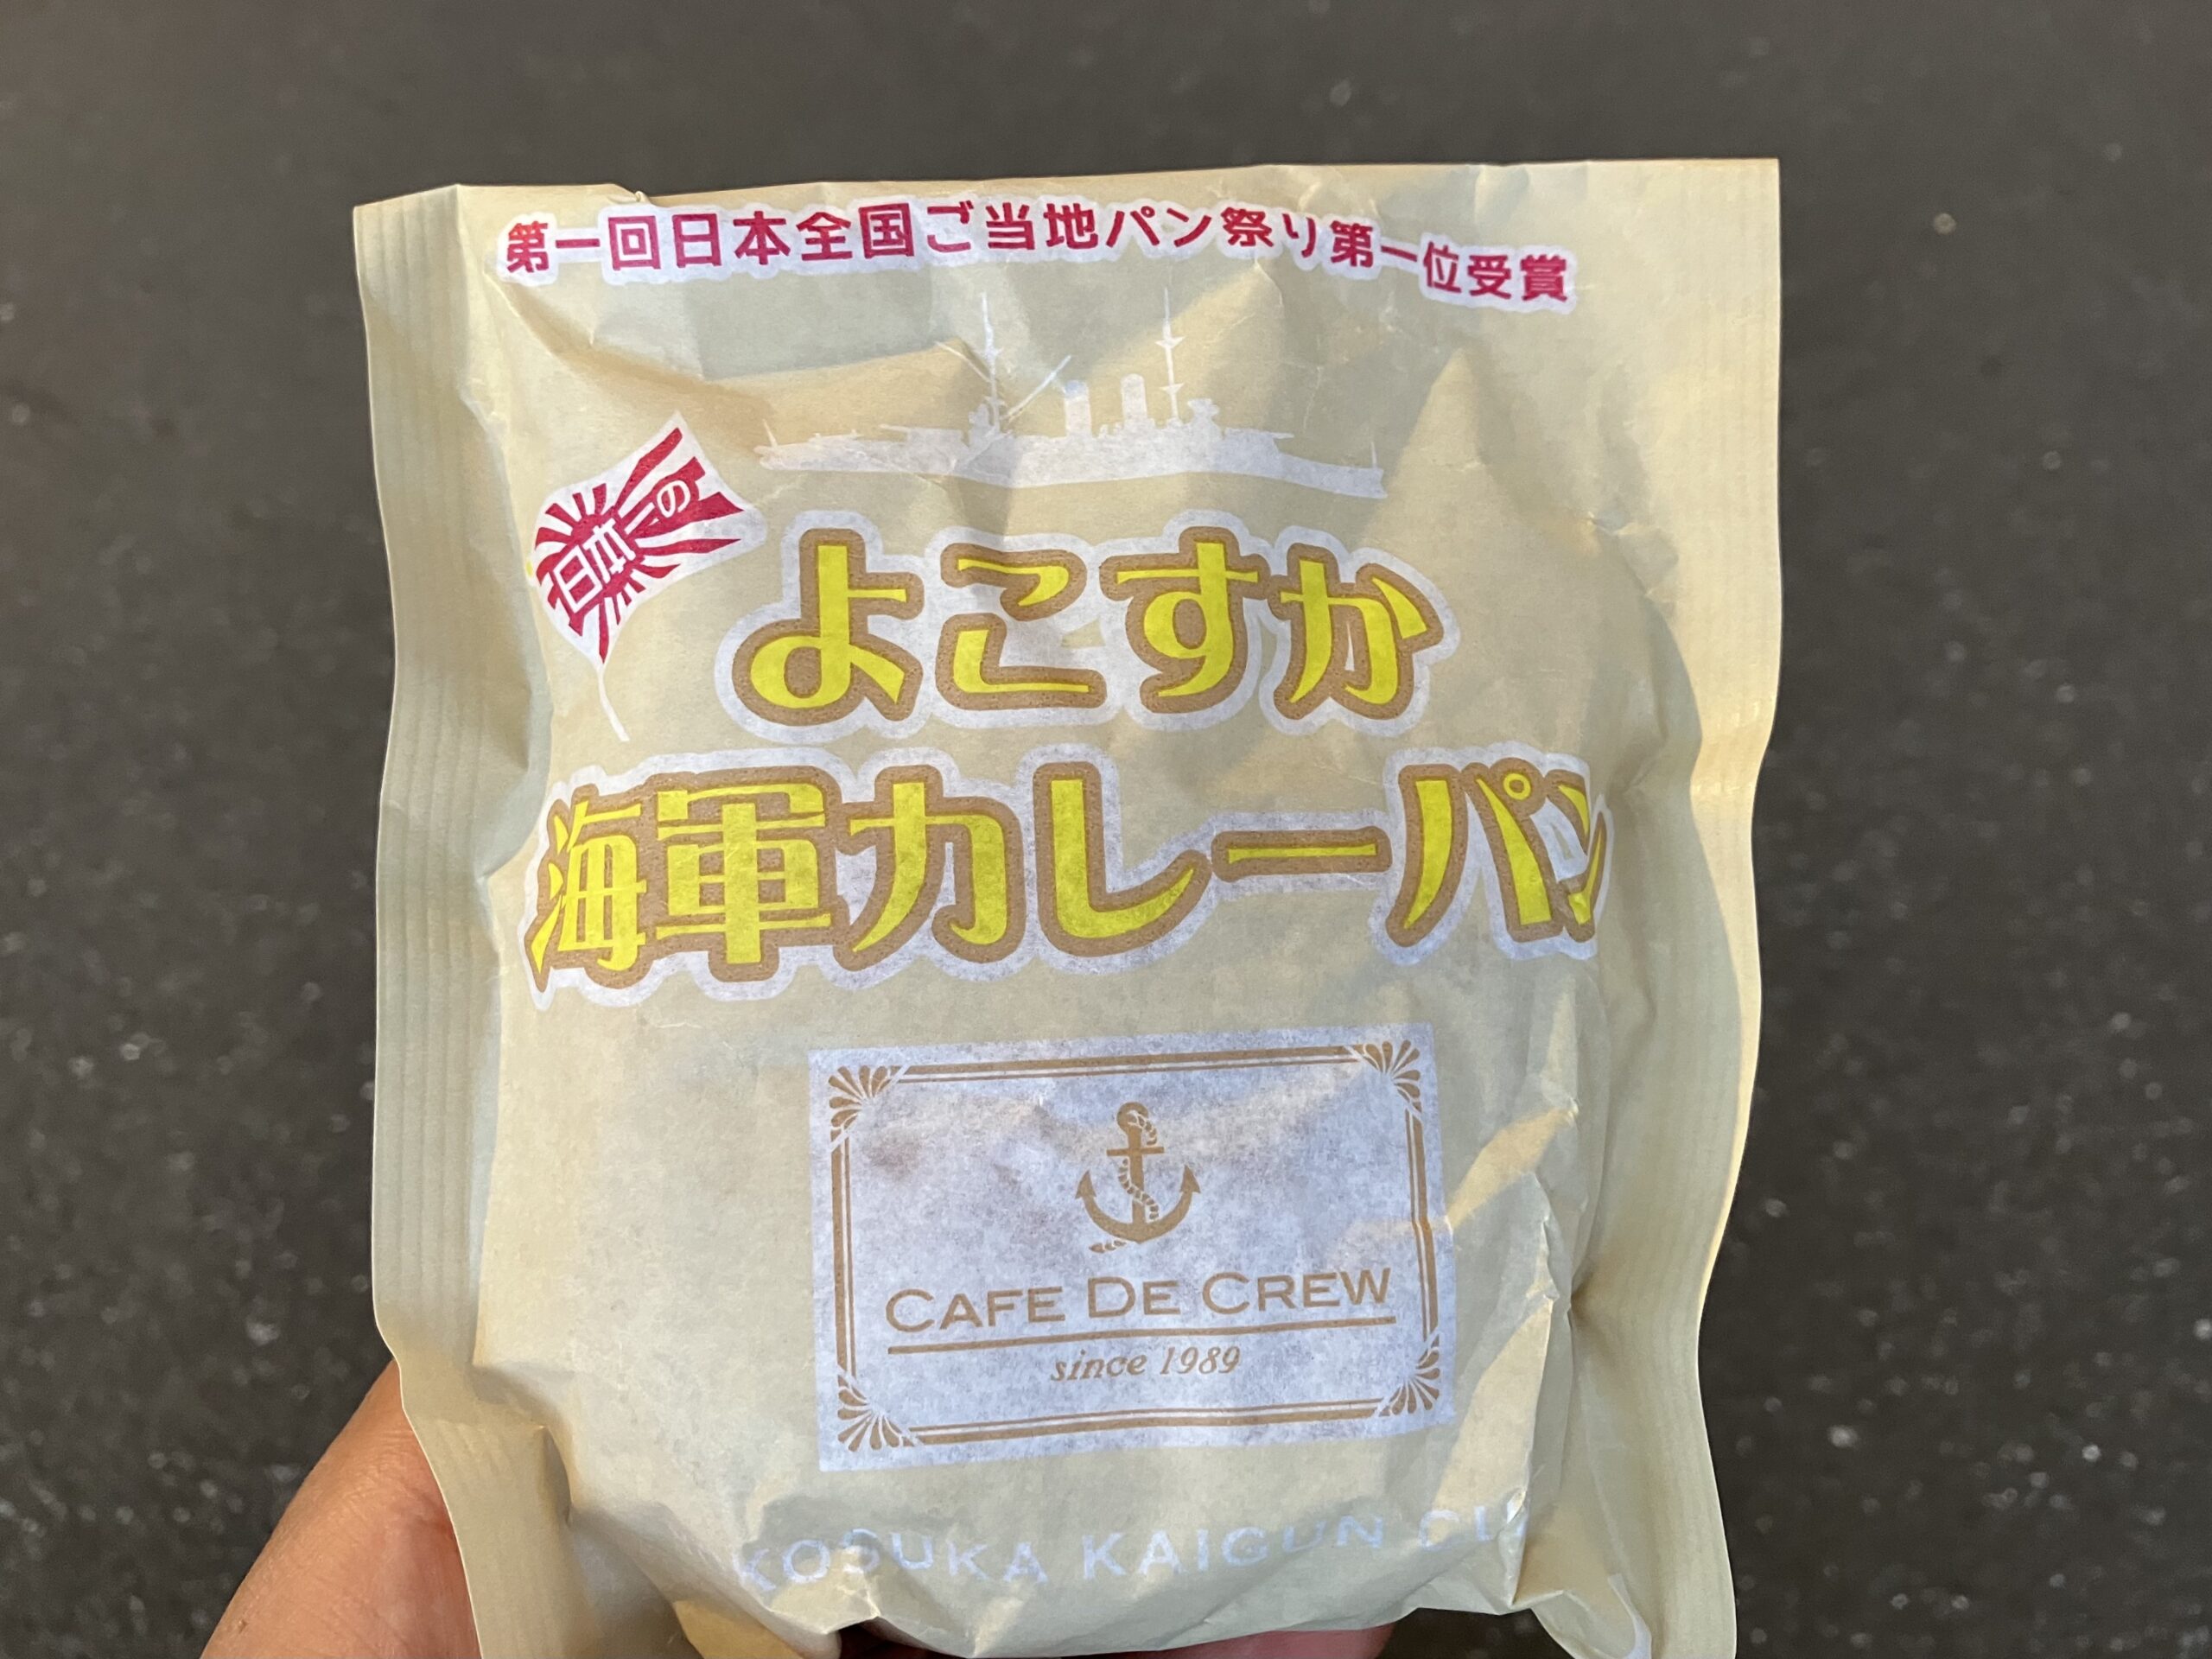 第一回日本全国ご当地パン祭り第一位受賞
日本一の
よこすか
海軍カレーパン
CAFE DE CREW
since 1989
KAIGUN